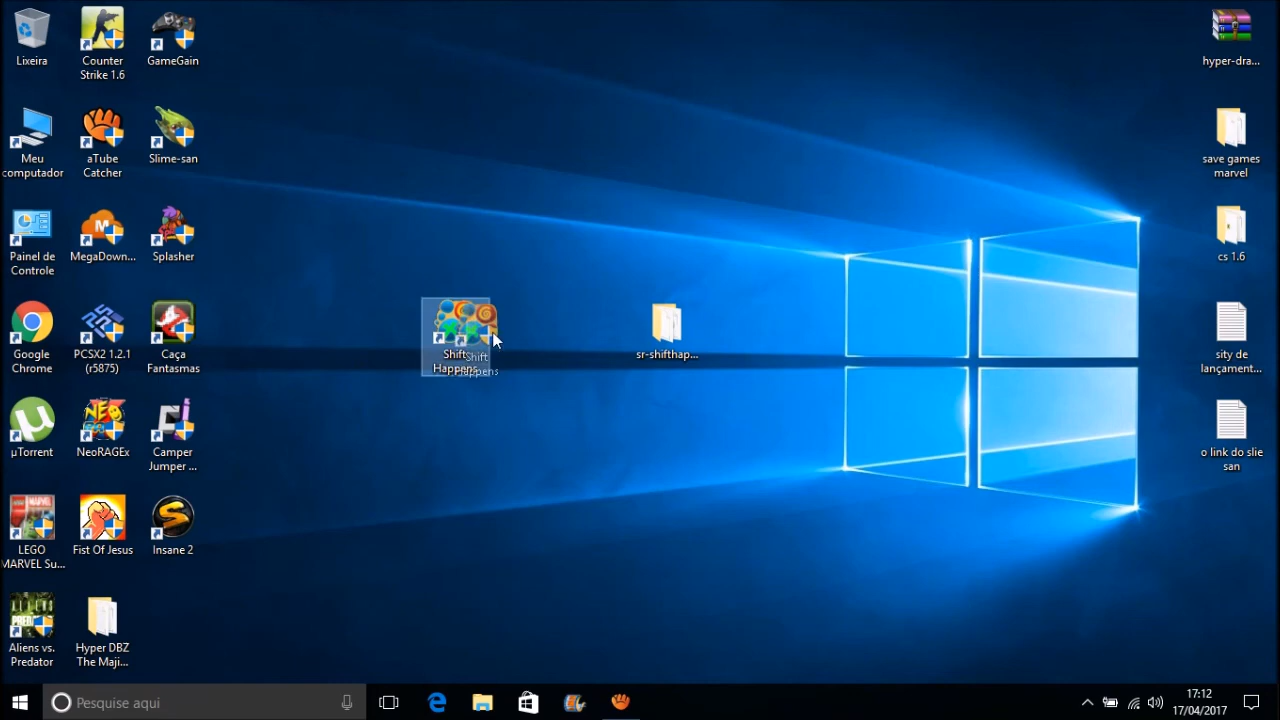 Lixeira
Counter
Strike 1.6
GameGain
hyper-dra...
Meu
computador
aTube
Catcher
Slime-san
save games
marvel
Painel de
Controle
MegaDown...
Splasher
cs 1.6
Google
Chrome
PCSX2 1.2.1
(r5875)
Caça
Fantasmas
Shift
Happens
Shift
Happens
sr-shifthap...
sity de
lançament...
µTorrent
NeoRAGEx
Camper
Jumper ...
o link do slie
san
LEGO
MARVEL Su...
Fist Of Jesus
Insane 2
Aliens vs.
Predator
Hyper DBZ
The Maji...
Pesquise aqui
17:12
17/04/2017